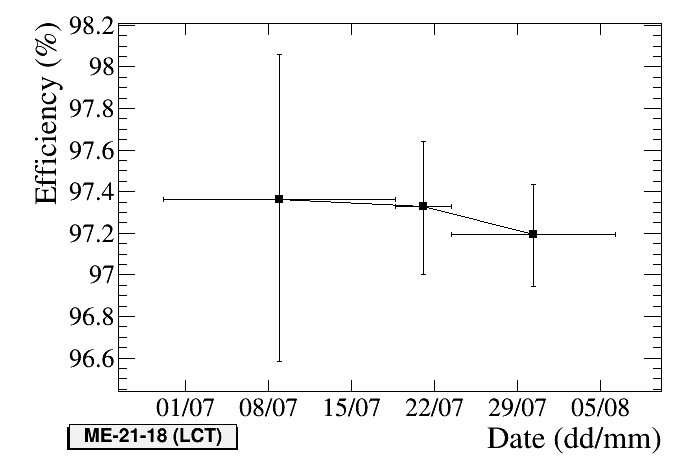 Efficiency (%)
98.2
98
97.8
97.6
97.4
97.2
97
96.8
96.6
01/07 08/07 15/07 22/07 29/07 05/08
ME-21-18 (LCT)
Date (dd/mm)